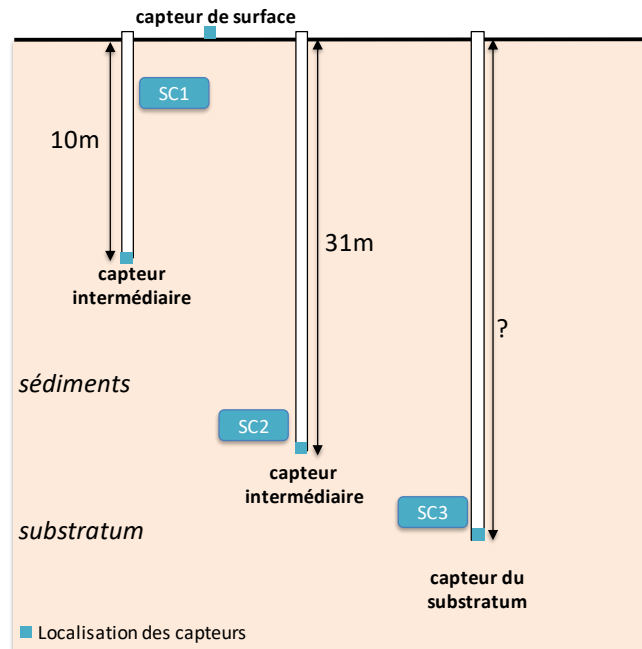 capteur de surface
SC1
10m
31m
?
capteur
intermédiaire
sédiments
SC2
capteur
intermédiaire
SC3
substratum
capteur du
substratum
Localisation des capteurs